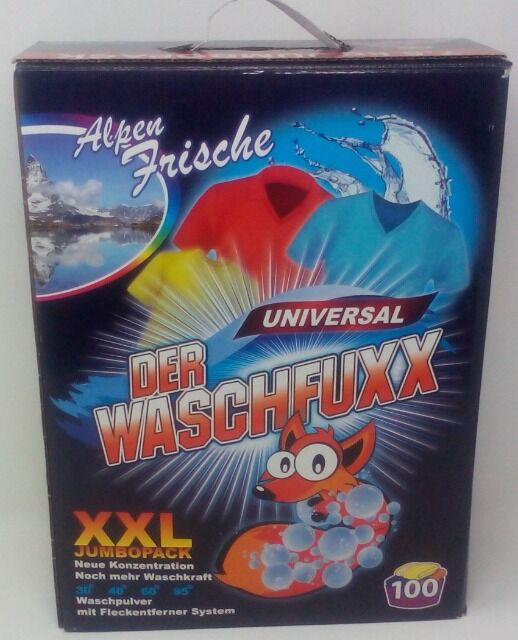 Alpen
Frische
UNIVERSAL
DER
WASCHFUXX
XXL
JUMBOPACK
Neue Konzentration
Noch mehr Waschkraft
30° 40° 60° 95°
Waschpulver
mit Fleckentferner System
100